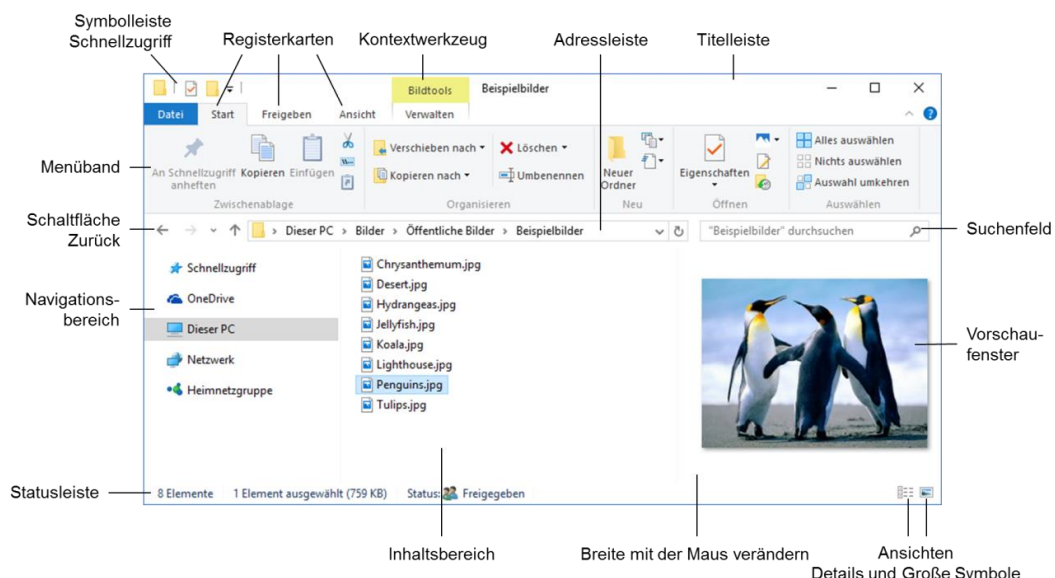 Symbolleiste
Schnellzugriff
Registerkarten
Kontextwerkzeug
Adressleiste
Titelleiste
Bildtools
Beispielbilder
Datei
Start
Freigeben
Ansicht
Verwalten
Menüband
An Schnellzugriff
anheften
Kopieren
Einfügen
Verschieben nach
Kopieren nach
Löschen
Umbenennen
Neuer
Ordner
Eigenschaften
Alles auswählen
Nichts auswählen
Auswahl umkehren
Zwischenablage
Organisieren
Neu
Öffnen
Auswählen
Schaltfläche
Zurück
Dieser PC > Bilder > Öffentliche Bilder > Beispielbilder
"Beispielbilder" durchsuchen
Suchenfeld
Navigations-
bereich
Schnellzugriff
OneDrive
Dieser PC
Netzwerk
Heimnetzgruppe
Chrysanthemum.jpg
Desert.jpg
Hydrangeas.jpg
Jellyfish.jpg
Koala.jpg
Lighthouse.jpg
Penguins.jpg
Tulips.jpg
Vorschau-
fenster
Statusleiste
8 Elemente
1 Element ausgewählt (759 KB)
Status: Freigegeben
Inhaltsbereich
Breite mit der Maus verändern
Ansichten
Details und Große Symbole